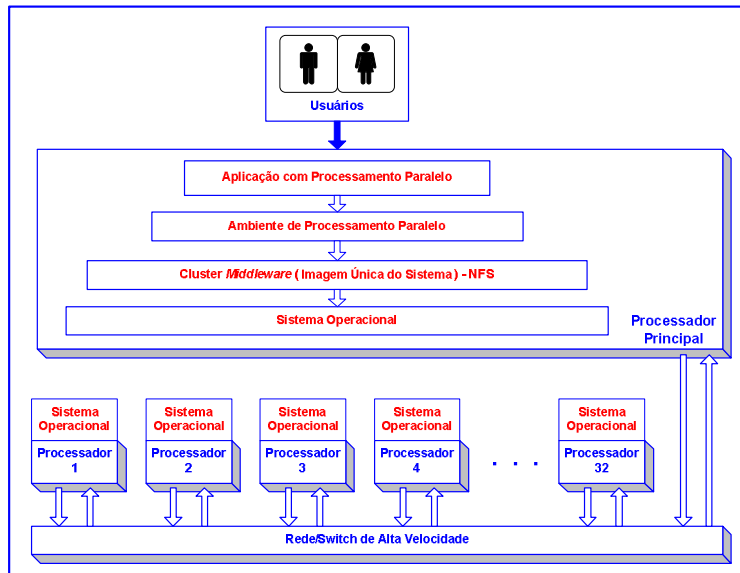 Usuários
Aplicação com Processamento Paralelo
Ambiente de Processamento Paralelo
Cluster Middleware ( Imagem Única do Sistema ) - NFS
Sistema Operacional
Processador
Principal
Sistema
Operacional
Processador
1
Sistema
Operacional
Processador
2
Sistema
Operacional
Processador
3
Sistema
Operacional
Processador
4
. . .
Sistema
Operacional
Processador
32
Rede/Switch de Alta Velocidade